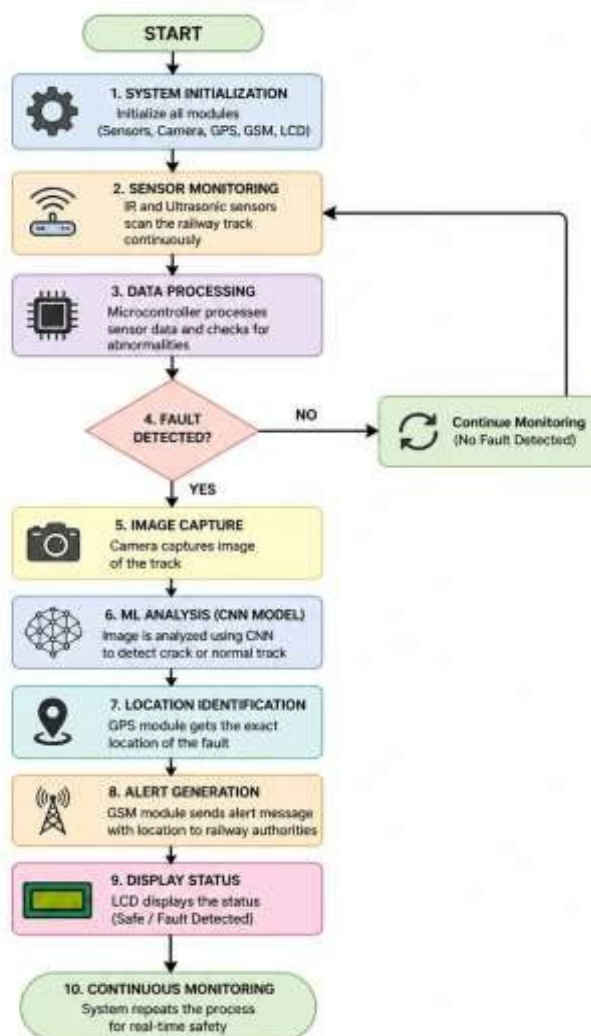 START
1. SYSTEM INITIALIZATION
Initialize all modules
(Sensors, Camera, GPS, GSM, LCD)
2. SENSOR MONITORING
IR and Ultrasonic sensors
scan the railway track
continuously
3. DATA PROCESSING
Microcontroller processes
sensor data and checks for
abnormalities
4. FAULT
DETECTED?
NO
Continue Monitoring
(No Fault Detected)
YES
5. IMAGE CAPTURE
Camera captures image
of the track
6. ML ANALYSIS (CNN MODEL)
Image is analyzed using CNN
to detect crack or normal track
7. LOCATION IDENTIFICATION
GPS module gets the exact
location of the fault
8. ALERT GENERATION
GSM module sends alert message
with location to railway authorities
9. DISPLAY STATUS
LCD displays the status
(Safe / Fault Detected)
10. CONTINUOUS MONITORING
System repeats the process
for real-time safety